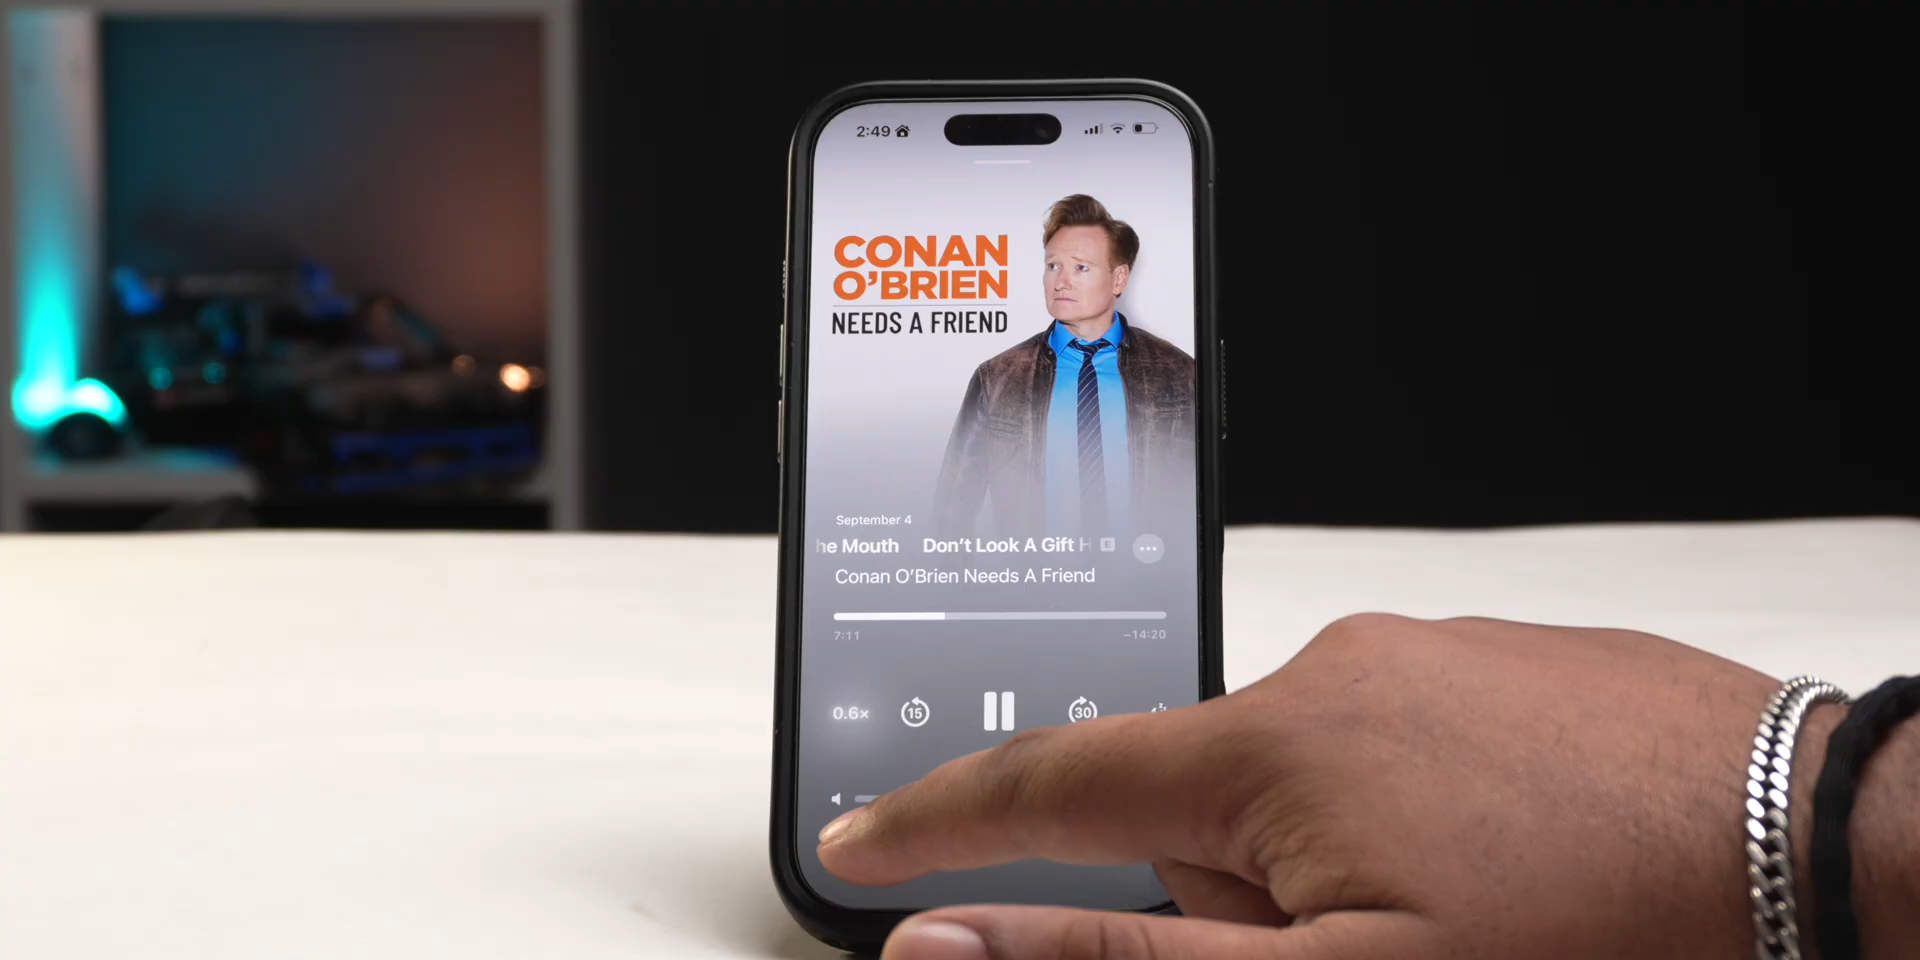 2:49
CONAN
O'BRIEN
NEEDS A FRIEND
September 4
he Mouth Don't Look A Gift H E
Conan O'Brien Needs A Friend
7:11 -14:20
0.6× 15 30